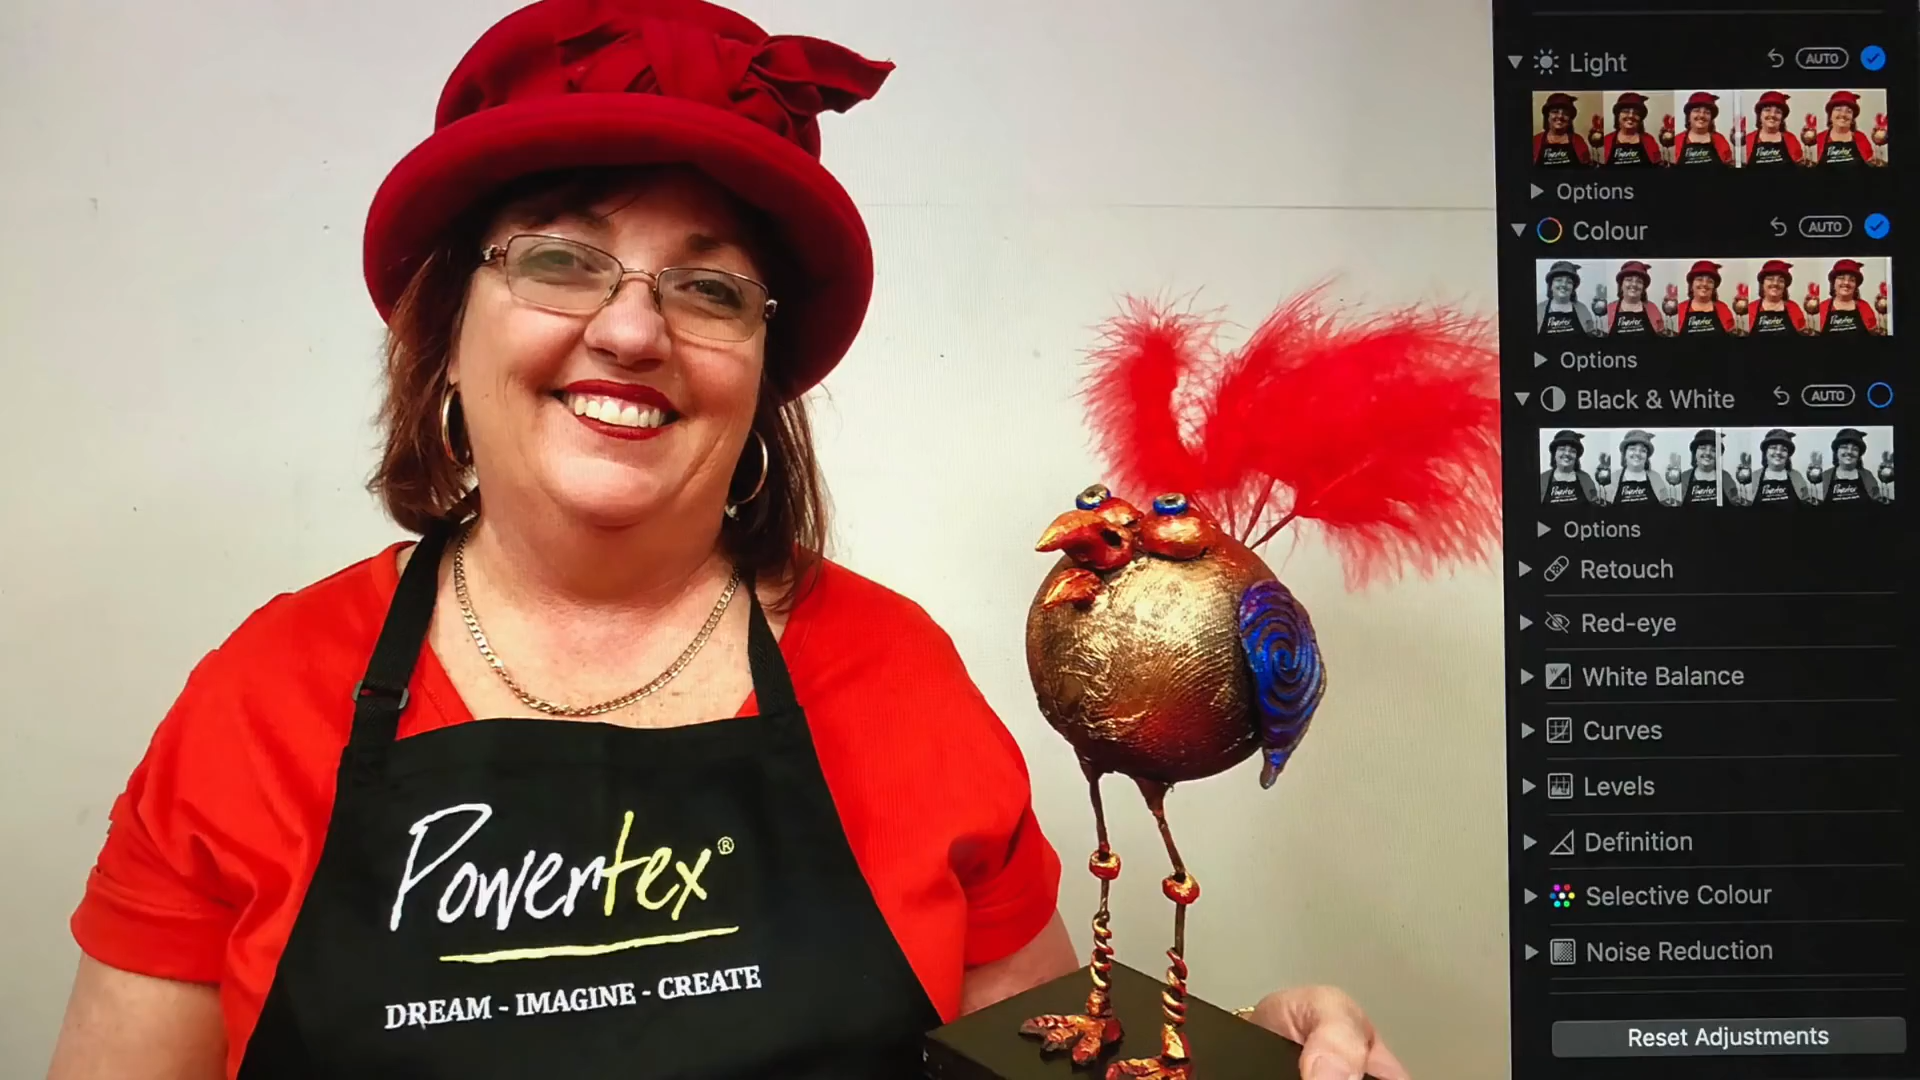 Powertex®
DREAM - IMAGINE - CREATE
Light
AUTO
Options
Colour
AUTO
Options
Black & White
AUTO
Options
Retouch
Red-eye
White Balance
Curves
Levels
Definition
Selective Colour
Noise Reduction
Reset Adjustments